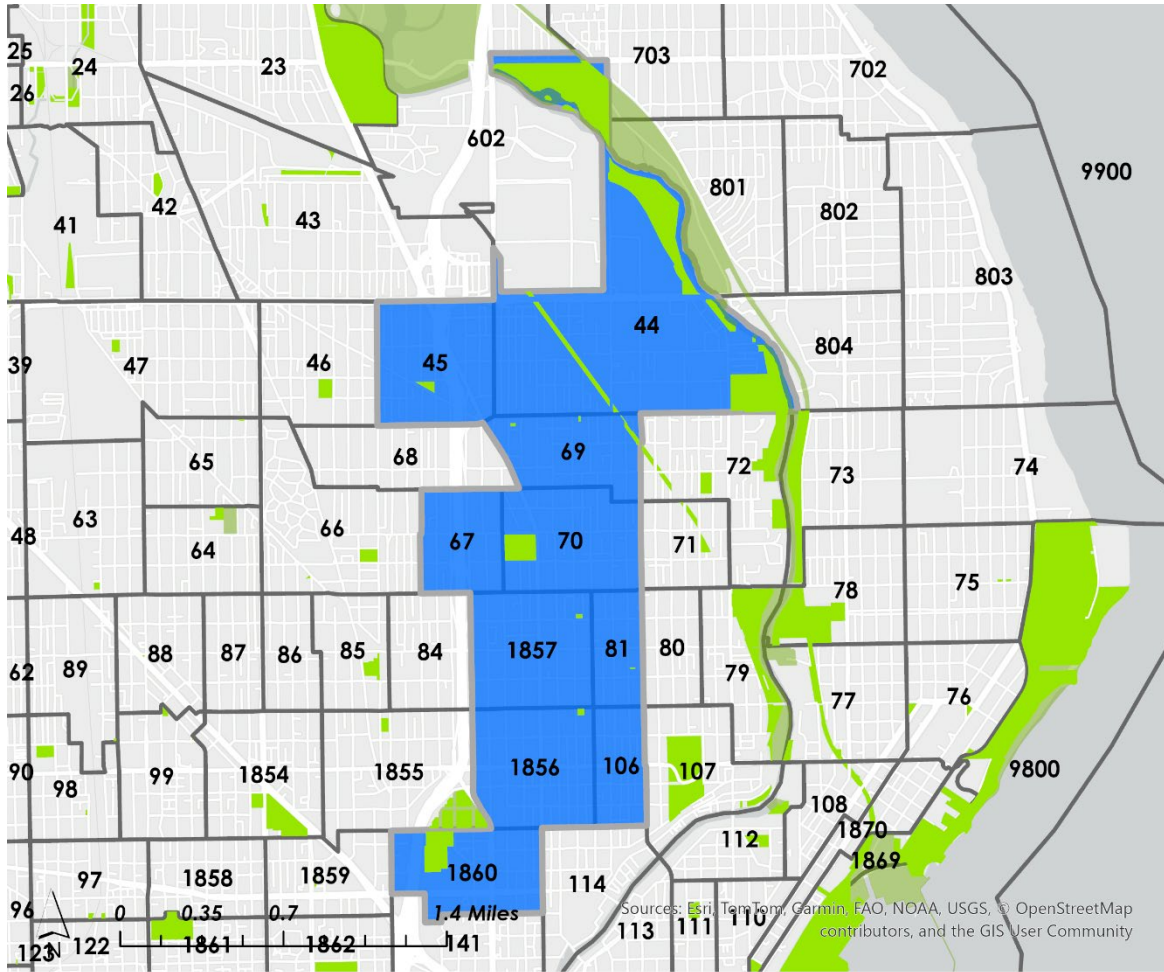 25 24 23 703 702
26
602
9900
801
42 802
41 43
803
44
39 47 46 45 804
69
65 68 72 73 74
63
48 64 66 67 70 71
78 75
62 89 88 87 86 85 84 1857 81 80
79 77 76
90 98 99 1854 1855 1856 106 107 9800
108
112 1870
1869
97 1858 1859 1860 114
96 0 0.35 0.7 1.4 Miles
N
123 122 1861 1862 141 113 111 110
Sources: Esri, TomTom, Garmin, FAO, NOAA, USGS, © OpenStreetMap
contributors, and the GIS User Community